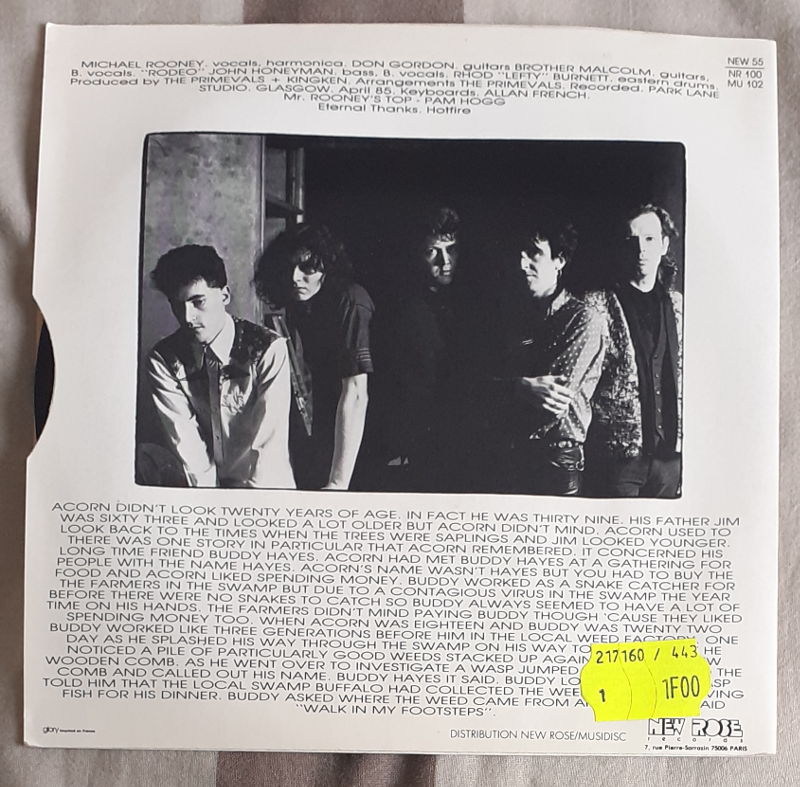 MICHAEL ROONEY. vocals, harmonica. DON GORDON. guitars BROTHER MALCOLM. guitars,
B. vocals. "RODEO" JOHN HONEYMAN. bass, B. vocals. RHOD "LEFTY" BURNETT. eastern drums.
Produced by THE PRIMEVALS + KINGKEN. Arrangements THE PRIMEVALS. Recorded. PARK LANE
STUDIO. GLASGOW. April 85. Keyboards. ALLAN FRENCH.
Mr. ROONEY'S TOP - PAM HOGG
Eternal Thanks. Hotfire
NEW 55
NR 100
MU 102
ACORN DIDN'T LOOK TWENTY YEARS OF AGE. IN FACT HE WAS THIRTY NINE. HIS FATHER JIM
WAS SIXTY THREE AND LOOKED A LOT OLDER BUT ACORN DIDN'T MIND. ACORN USED TO
LOOK BACK TO THE TIMES WHEN THE TREES WERE SAPLINGS AND JIM LOOKED YOUNGER.
THERE WAS ONE STORY IN PARTICULAR THAT ACORN REMEMBERED. IT CONCERNED HIS
LONG TIME FRIEND BUDDY HAYES. ACORN HAD MET BUDDY HAYES AT A GATHERING FOR
PEOPLE WITH THE NAME HAYES. ACORN'S NAME WASN'T HAYES BUT YOU HAD TO BUY THE
FOOD AND ACORN LIKED SPENDING MONEY. BUDDY WORKED AS A SNAKE CATCHER FOR
THE FARMERS IN THE SWAMP BUT DUE TO A CONTAGIOUS VIRUS IN THE SWAMP THE YEAR
BEFORE THERE WERE NO SNAKES TO CATCH SO BUDDY ALWAYS SEEMED TO HAVE A LOT OF
TIME ON HIS HANDS. THE FARMERS DIDN'T MIND PAYING BUDDY THOUGH 'CAUSE THEY LIKED
SPENDING MONEY TOO. WHEN ACORN WAS EIGHTEEN AND BUDDY WAS TWENTY TWO
BUDDY WORKED LIKE THREE GENERATIONS BEFORE HIM IN THE LOCAL WEED FACTORY. ONE
DAY AS HE SPLASHED HIS WAY THROUGH THE SWAMP ON HIS WAY TO HE
NOTICED A PILE OF PARTICULARLY GOOD WEEDS STACKED UP
WOODEN COMB. AS HE WENT OVER TO INVESTIGATE A WASP JUMPED THE
COMB AND CALLED OUT HIS NAME. BUDDY HAYES IT SAID. BUDDY
TOLD HIM THAT THE LOCAL SWAMP BUFFALO HAD COLLECTED THE
FISH FOR HIS DINNER. BUDDY ASKED WHERE THE WEED CAME FROM
"WALK IN MY FOOTSTEPS".
217160 / 443
1 1F00
glory
DISTRIBUTION NEW ROSE/MUSIDISC
NEW ROSE
records
7, rue Pierre-Sarrazin 75006 PARIS